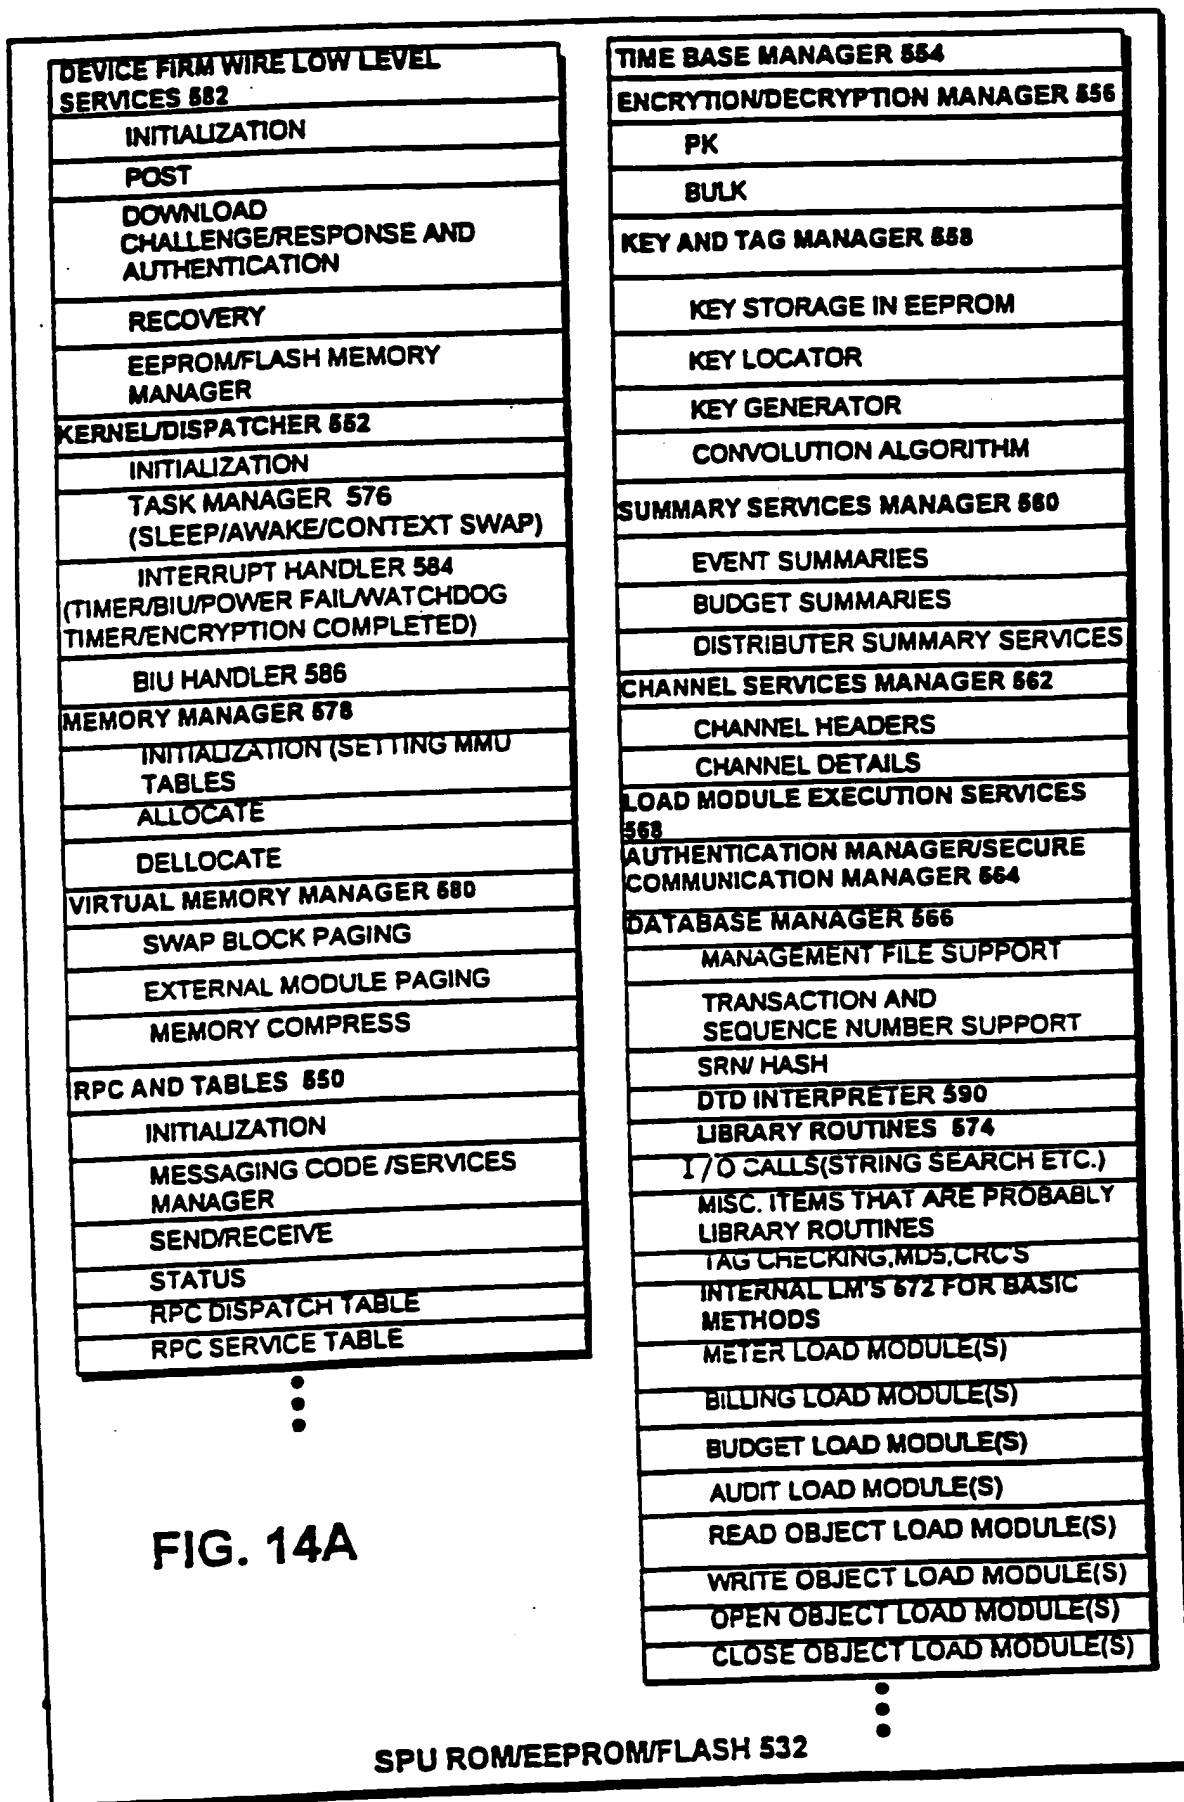 DEVICE FIRM WIRE LOW LEVEL
SERVICES 582
INITIALIZATION
POST
DOWNLOAD
CHALLENGE/RESPONSE AND
AUTHENTICATION
RECOVERY
EEPROM/FLASH MEMORY
MANAGER
KERNEL/DISPATCHER 552
INITIALIZATION
TASK MANAGER 576
(SLEEP/AWAKE/CONTEXT SWAP)
INTERRUPT HANDLER 584
(TIMER/BIU/POWER FAIL/WATCHDOG
TIMER/ENCRYPTION COMPLETED)
BIU HANDLER 586
MEMORY MANAGER 578
INITIALIZATION (SETTING MMU
TABLES
ALLOCATE
DELLOCATE
VIRTUAL MEMORY MANAGER 580
SWAP BLOCK PAGING
EXTERNAL MODULE PAGING
MEMORY COMPRESS
RPC AND TABLES 550
INITIALIZATION
MESSAGING CODE /SERVICES
MANAGER
SEND/RECEIVE
STATUS
RPC DISPATCH TABLE
RPC SERVICE TABLE
TIME BASE MANAGER 554
ENCRYTION/DECRYPTION MANAGER 556
PK
BULK
KEY AND TAG MANAGER 558
KEY STORAGE IN EEPROM
KEY LOCATOR
KEY GENERATOR
CONVOLUTION ALGORITHM
SUMMARY SERVICES MANAGER 560
EVENT SUMMARIES
BUDGET SUMMARIES
DISTRIBUTER SUMMARY SERVICES
CHANNEL SERVICES MANAGER 562
CHANNEL HEADERS
CHANNEL DETAILS
LOAD MODULE EXECUTION SERVICES
568
AUTHENTICATION MANAGER/SECURE
COMMUNICATION MANAGER 564
DATABASE MANAGER 566
MANAGEMENT FILE SUPPORT
TRANSACTION AND
SEQUENCE NUMBER SUPPORT
SRN/ HASH
DTD INTERPRETER 590
LIBRARY ROUTINES 574
I/O CALLS(STRING SEARCH ETC.)
MISC. ITEMS THAT ARE PROBABLY
LIBRARY ROUTINES
TAG CHECKING,MD5,CRC'S
INTERNAL LM'S 572 FOR BASIC
METHODS
METER LOAD MODULE(S)
BILLING LOAD MODULE(S)
BUDGET LOAD MODULE(S)
AUDIT LOAD MODULE(S)
READ OBJECT LOAD MODULE(S)
WRITE OBJECT LOAD MODULE(S)
OPEN OBJECT LOAD MODULE(S)
CLOSE OBJECT LOAD MODULE(S)
FIG. 14A
SPU ROM/EEPROM/FLASH 532